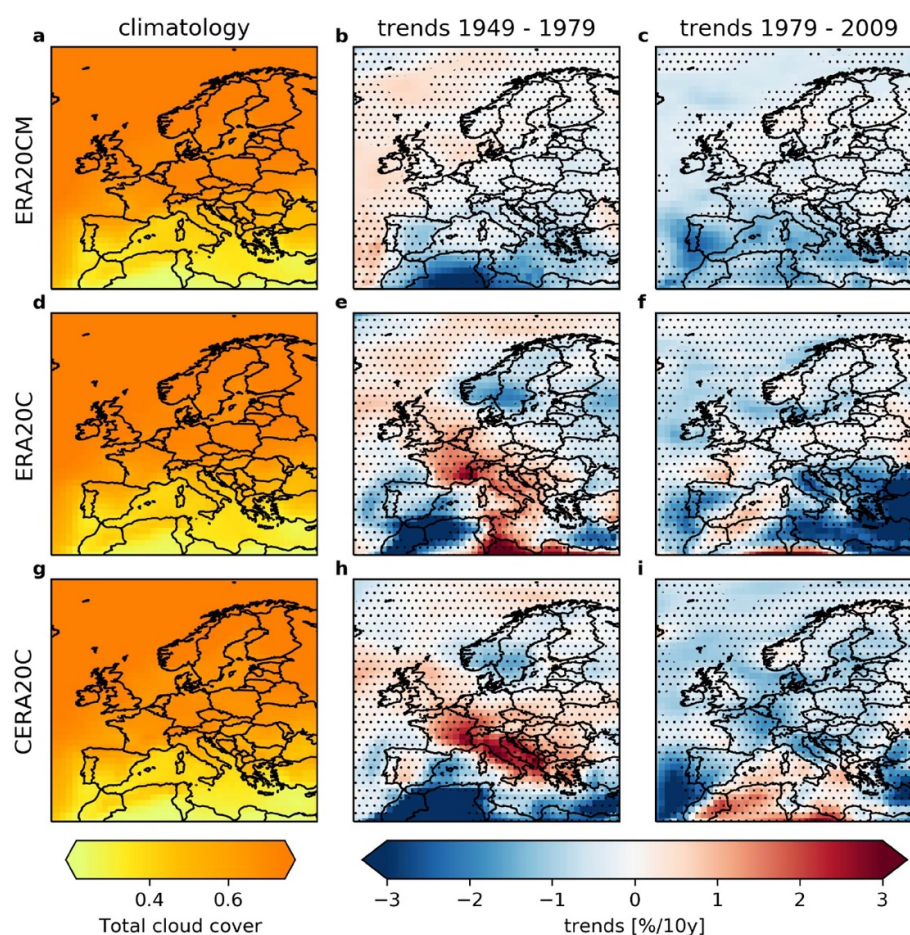 climatology
trends 1949 - 1979
trends 1979 - 2009
a
b
c
ERA20CM
d
e
f
ERA20C
g
h
i
CERA20C
0.4 0.6
Total cloud cover
−3 −2 −1 0 1 2 3
trends [%/10y]